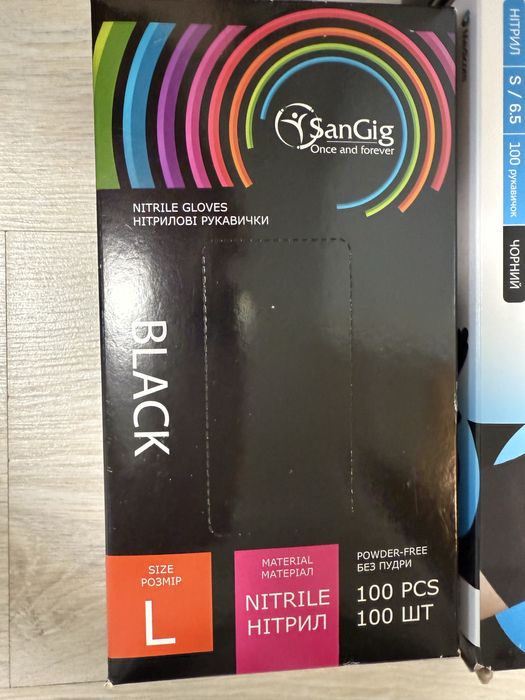 SanGig
Once and forever
NITRILE GLOVES
НІТРИЛОВІ РУКАВИЧКИ
BLACK
SIZE
РОЗМІР
L
MATERIAL
МАТЕРІАЛ
NITRILE
НІТРИЛ
POWDER-FREE
БЕЗ ПУДРИ
100 PCS
100 ШТ
НІТРИЛ
S / 6.5
100 рукавичок
ЧОРНИЙ